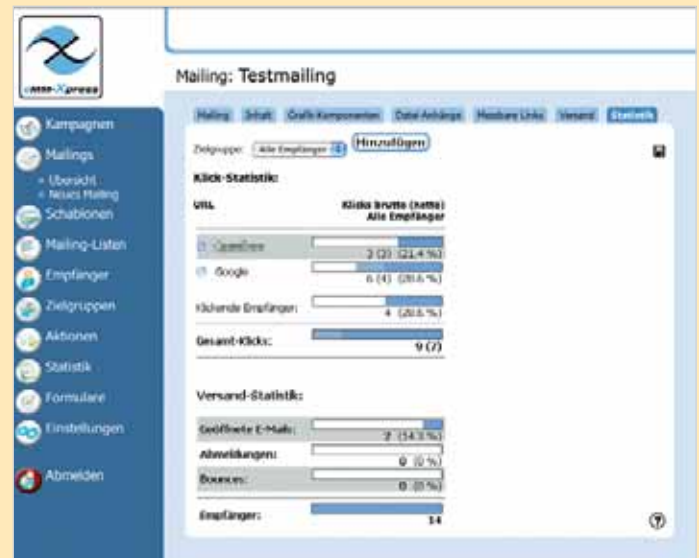 eMM-Xpress
Kampagnen
Mailings
Übersicht
Neues Mailing
Schablonen
Mailing-Listen
Empfänger
Zielgruppen
Aktionen
Statistik
Formulare
Einstellungen
Abmelden
Mailing: Testmailing
Mailing Inhalt Grafik-Komponenten Datei-Anhänge Messbare Links Versand Statistik
Zielgruppe: Alle Empfänger Hinzufügen
Klick-Statistik:
URL Klicks brutto (netto)
Alle Empfänger
3 (3) (21.4 %)
Google
6 (4) (28.6 %)
Klickende Empfänger:
4 (28.6 %)
Gesamt-Klicks:
9 (7)
Versand-Statistik:
Geöffnete E-Mails:
2 (14.3 %)
Abmeldungen:
0 (0 %)
Bounces:
0 (0 %)
Empfänger:
14
?